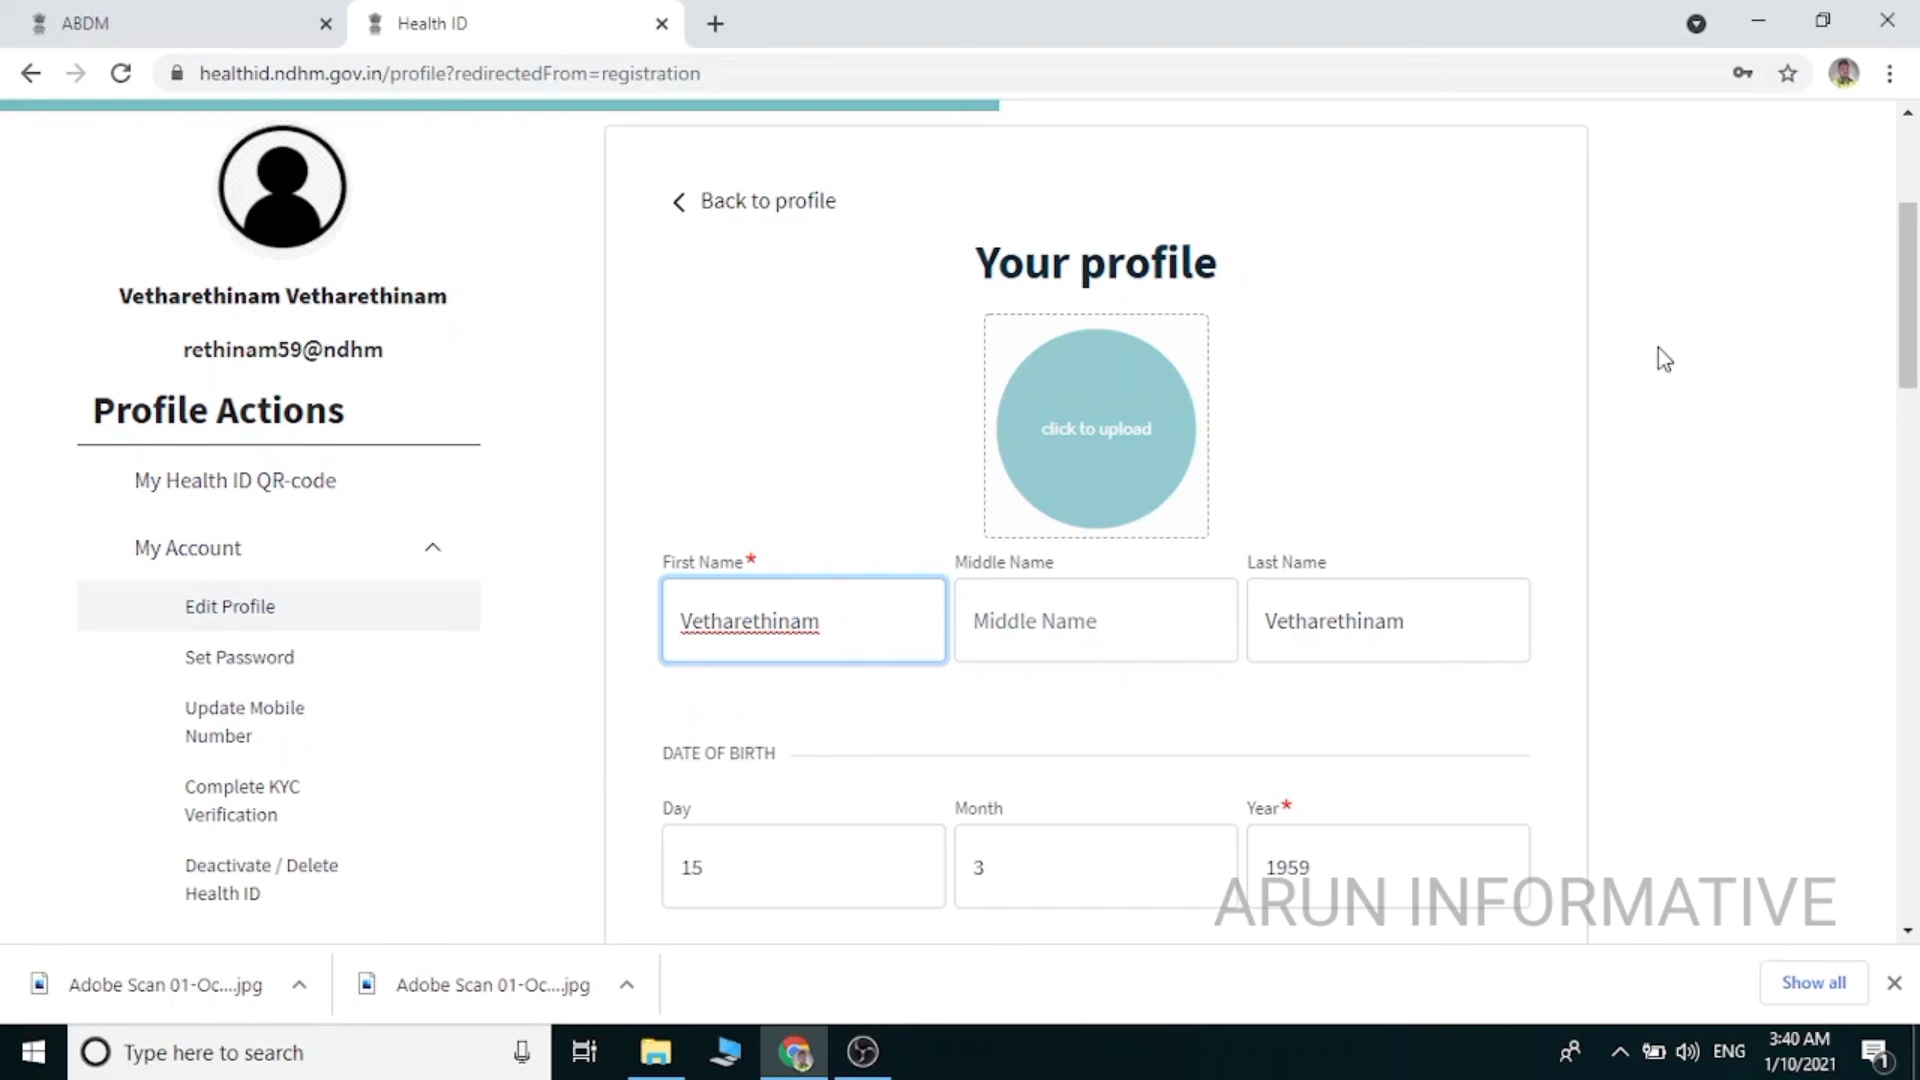 ABDM
Health ID
healthid.ndhm.gov.in/profile?redirectedFrom=registration
Vetharethinam Vetharethinam
rethinam59@ndhm
Profile Actions
My Health ID QR-code
My Account
Edit Profile
Set Password
Update Mobile
Number
Complete KYC
Verification
Deactivate / Delete
Health ID
Back to profile
Your profile
click to upload
First Name* Middle Name Last Name
Vetharethinam Middle Name Vetharethinam
DATE OF BIRTH
Day Month Year*
15 3 1959
ARUN INFORMATIVE
Adobe Scan 01-Oc....jpg Adobe Scan 01-Oc....jpg Show all
Type here to search
ENG
3:40 AM
1/10/2021
1